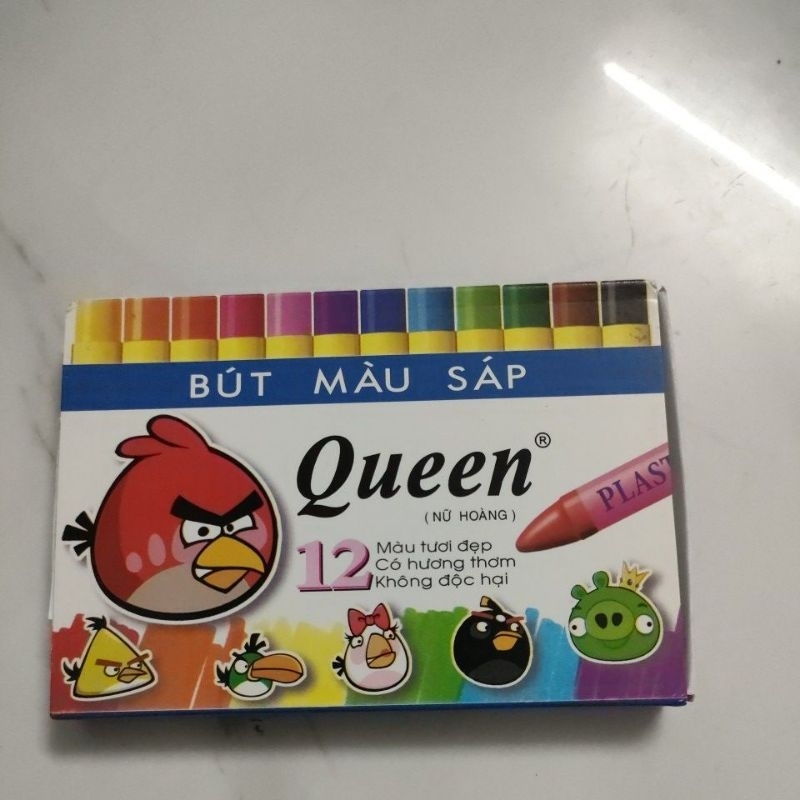 BÚT MÀU SÁP
Queen®
(NỮ HOÀNG)
PLAST
12
Màu tươi đẹp
Có hương thơm
Không độc hại